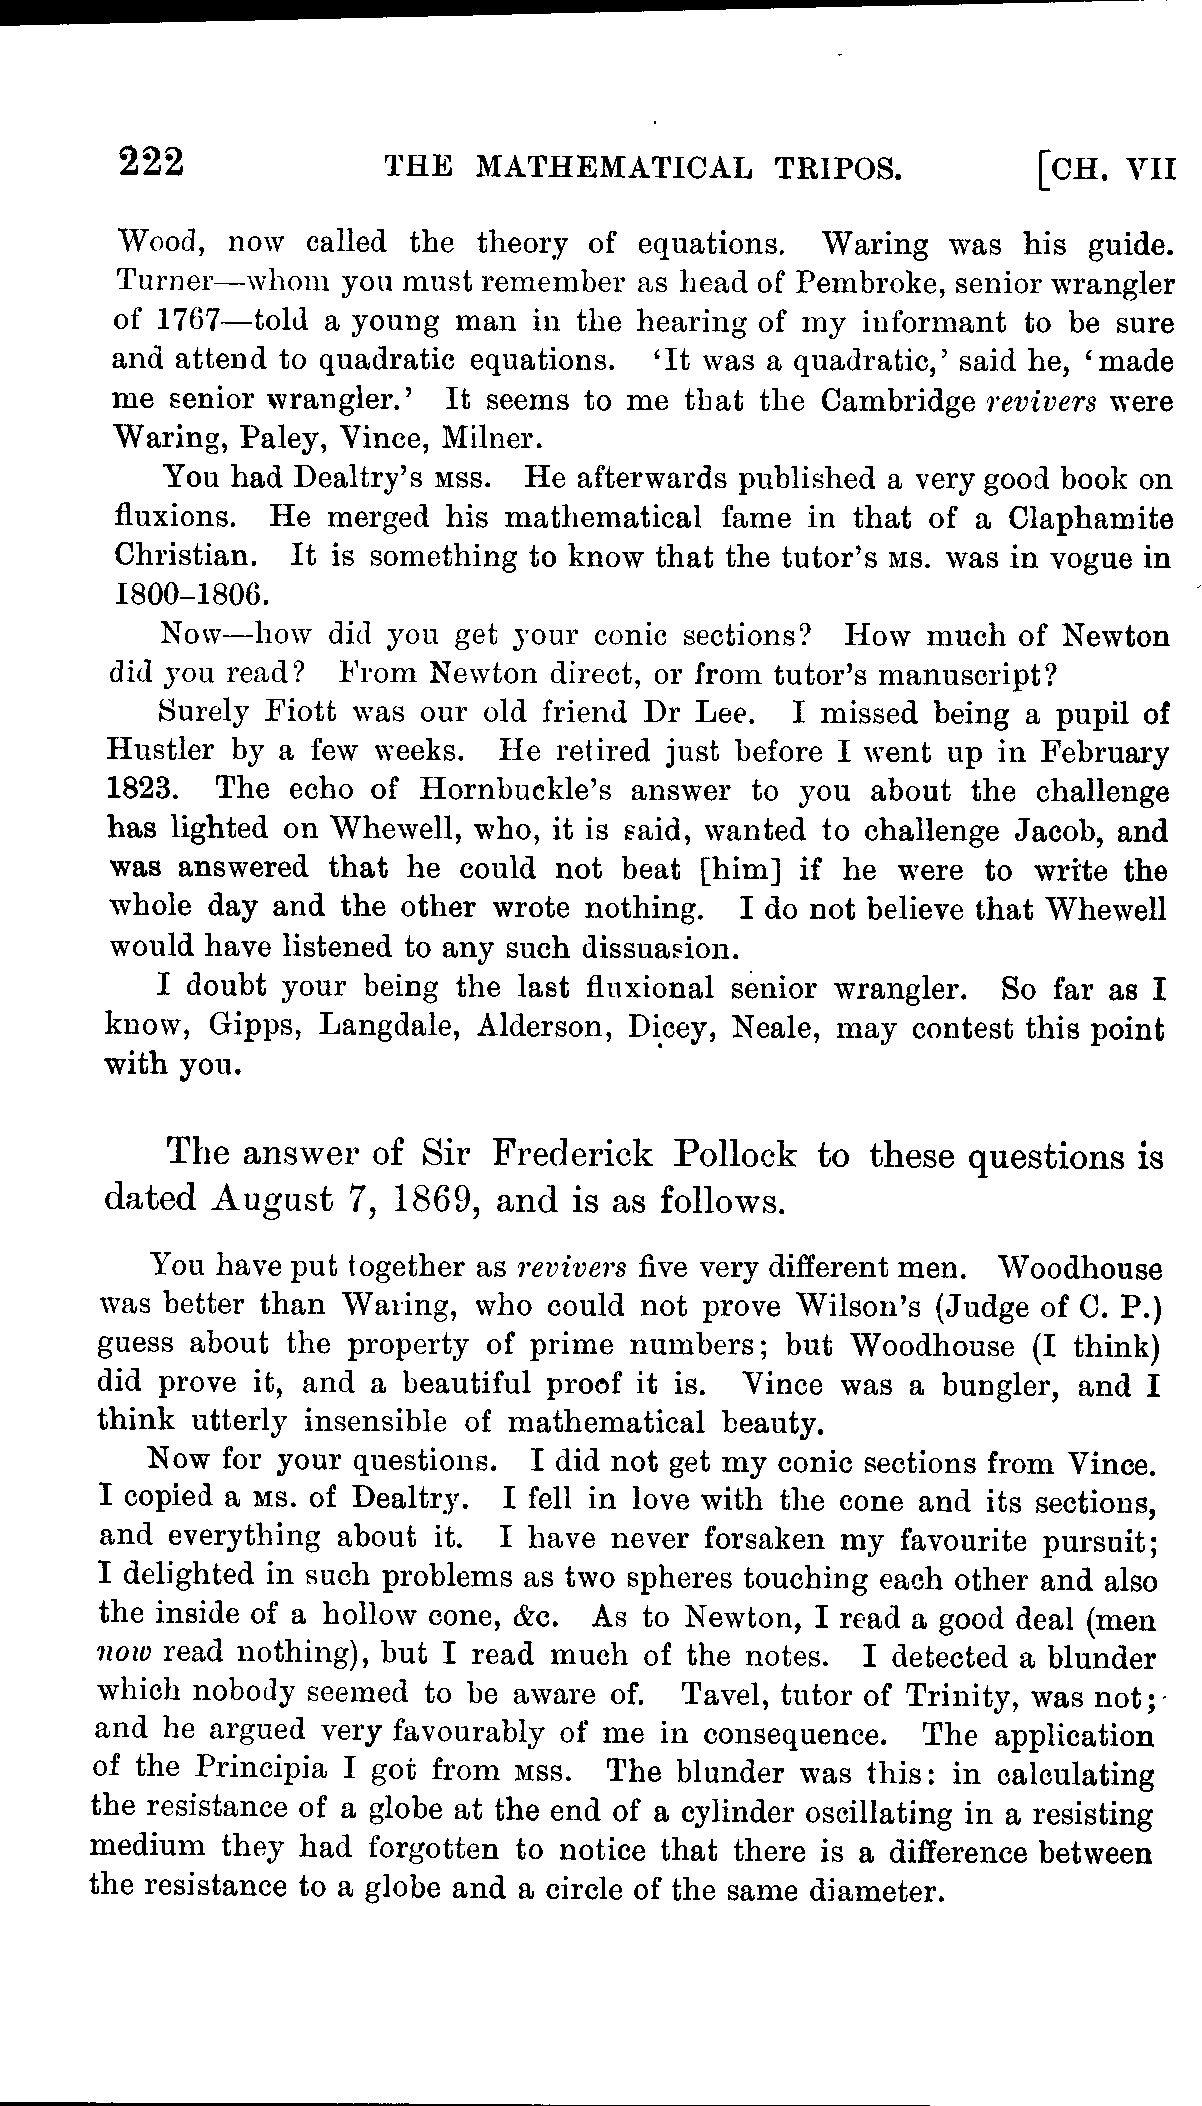 222 THE MATHEMATICAL TRIPOS. [CH. VII
Wood, now called the theory of equations. Waring was his guide.
Turner—whom you must remember as head of Pembroke, senior wrangler
of 1767—told a young man in the hearing of my informant to be sure
and attend to quadratic equations. ‘It was a quadratic,’ said he, ‘made
me senior wrangler.’ It seems to me that the Cambridge revivers were
Waring, Paley, Vince, Milner.
You had Dealtry’s MSS. He afterwards published a very good book on
fluxions. He merged his mathematical fame in that of a Claphamite
Christian. It is something to know that the tutor’s MS. was in vogue in
1800–1806.
Now—how did you get your conic sections? How much of Newton
did you read? From Newton direct, or from tutor’s manuscript?
Surely Fiott was our old friend Dr Lee. I missed being a pupil of
Hustler by a few weeks. He retired just before I went up in February
1823. The echo of Hornbuckle’s answer to you about the challenge
has lighted on Whewell, who, it is said, wanted to challenge Jacob, and
was answered that he could not beat [him] if he were to write the
whole day and the other wrote nothing. I do not believe that Whewell
would have listened to any such dissuasion.
I doubt your being the last fluxional senior wrangler. So far as I
know, Gipps, Langdale, Alderson, Dicey, Neale, may contest this point
with you.
The answer of Sir Frederick Pollock to these questions is
dated August 7, 1869, and is as follows.
You have put together as revivers five very different men. Woodhouse
was better than Waring, who could not prove Wilson’s (Judge of C. P.)
guess about the property of prime numbers; but Woodhouse (I think)
did prove it, and a beautiful proof it is. Vince was a bungler, and I
think utterly insensible of mathematical beauty.
Now for your questions. I did not get my conic sections from Vince.
I copied a MS. of Dealtry. I fell in love with the cone and its sections,
and everything about it. I have never forsaken my favourite pursuit;
I delighted in such problems as two spheres touching each other and also
the inside of a hollow cone, &c. As to Newton, I read a good deal (men
now read nothing), but I read much of the notes. I detected a blunder
which nobody seemed to be aware of. Tavel, tutor of Trinity, was not;
and he argued very favourably of me in consequence. The application
of the Principia I got from MSS. The blunder was this: in calculating
the resistance of a globe at the end of a cylinder oscillating in a resisting
medium they had forgotten to notice that there is a difference between
the resistance to a globe and a circle of the same diameter.